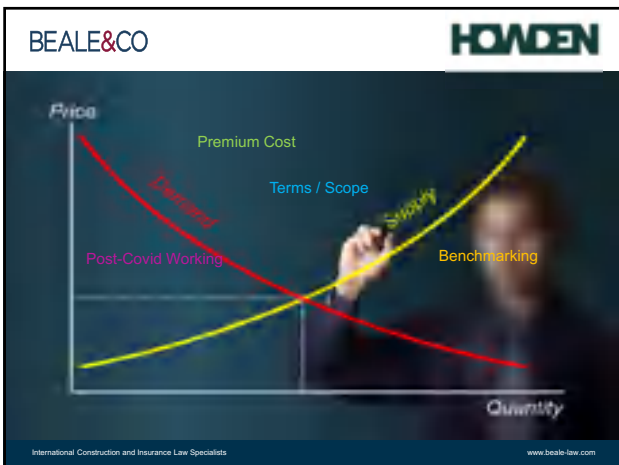 BEALE&CO
HOWDEN
Price
Premium Cost
Demand
Terms / Scope
Supply
Post-Covid Working
Benchmarking
Quantity
International Construction and Insurance Law Specialists
www.beale-law.com